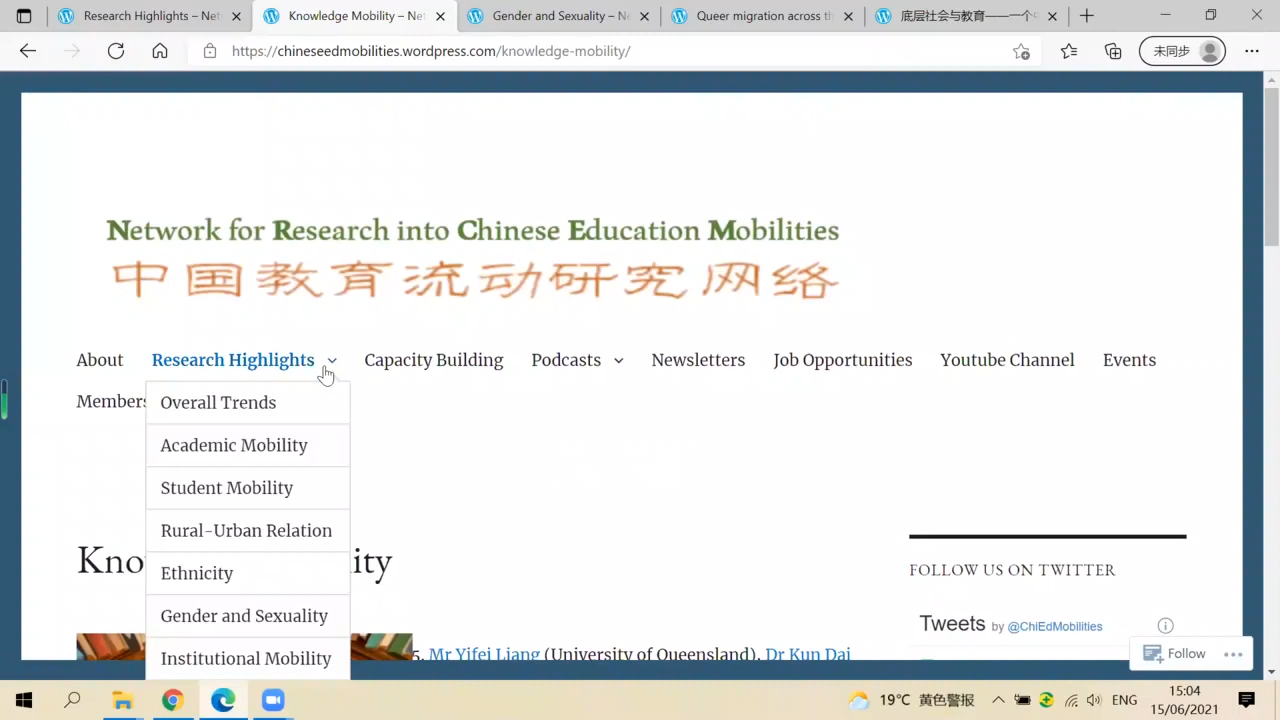 Research Highlights – Net
Knowledge Mobility – Net
Gender and Sexuality – Ne
Queer migration across th
底层社会与教育——一个中
https://chineseedmobilities.wordpress.com/knowledge-mobility/
未同步
Network for Research into Chinese Education Mobilities
中国教育流动研究网络
About Research Highlights Capacity Building Podcasts Newsletters Job Opportunities Youtube Channel Events
Members
Overall Trends
Academic Mobility
Student Mobility
Rural-Urban Relation
Ethnicity
Gender and Sexuality
Institutional Mobility
Kno
ity
FOLLOW US ON TWITTER
Tweets by @ChiEdMobilities
5. Mr Yifei Liang (University of Queensland), Dr Kun Dai
Follow
19°C 黄色警报
ENG
15:04
15/06/2021